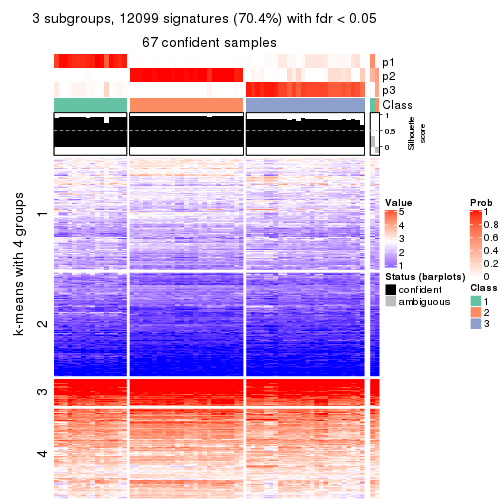 3 subgroups, 12099 signatures (70.4%) with fdr < 0.05
67 confident samples
p1
p2
p3
Class
1
0.5
0
Silhouette
score
k-means with 4 groups
1
2
3
4
Value
5
4
3
2
1
Status (barplots)
confident
ambiguous
Prob
1
0.8
0.6
0.4
0.2
0
Class
1
2
3